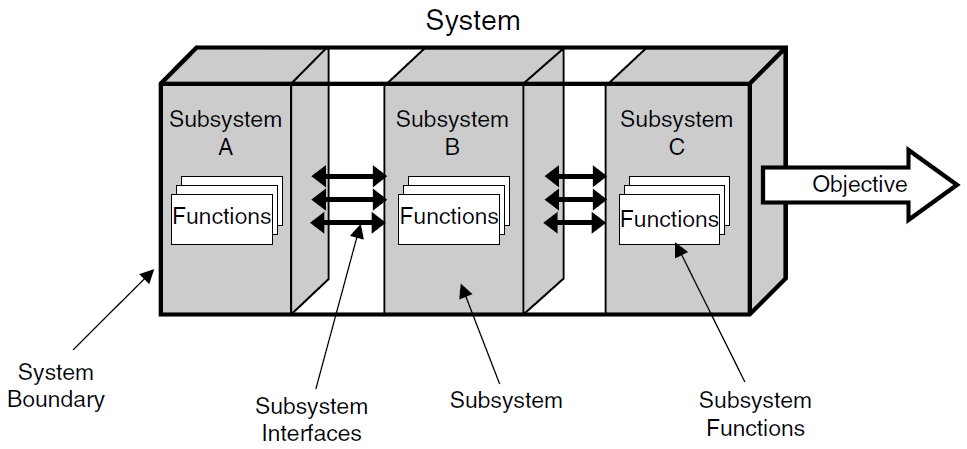 System
Subsystem
A
Subsystem
B
Subsystem
C
Functions
Functions
Functions
Objective
System
Boundary
Subsystem
Interfaces
Subsystem
Subsystem
Functions